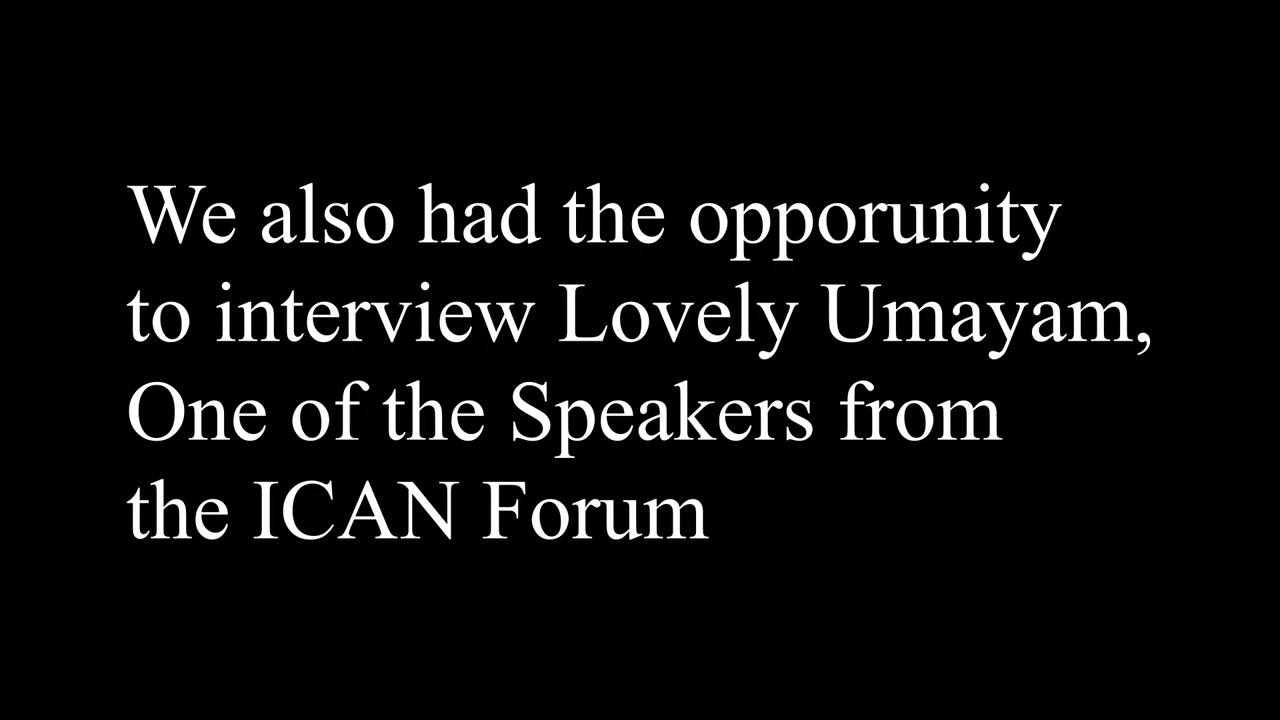 We also had the opporunity
to interview Lovely Umayam,
One of the Speakers from
the ICAN Forum